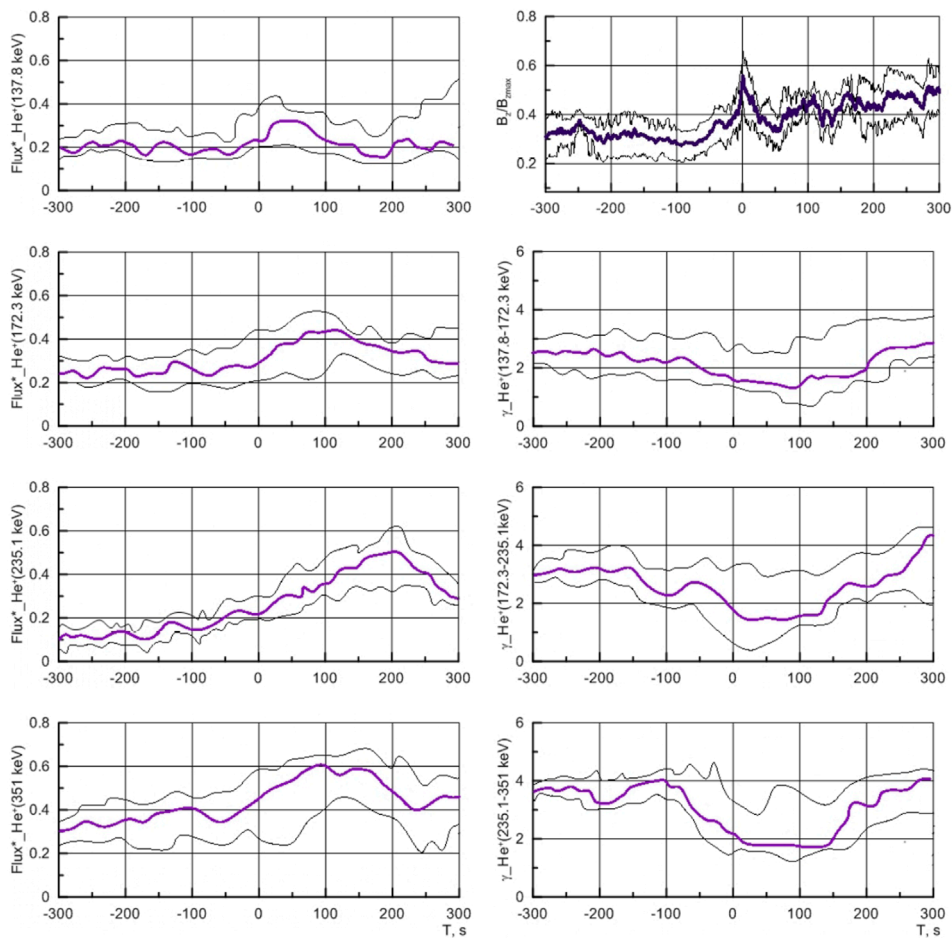 Flux*_He⁺(137.8 keV)
0.8
0.6
0.4
0.2
0
-300 -200 -100 0 100 200 300
Bz/Bzmax
0.8
0.6
0.4
0.2
-300 -200 -100 0 100 200 300
Flux*_He⁺(172.3 keV)
0.8
0.6
0.4
0.2
0
-300 -200 -100 0 100 200 300
γ_He⁺(137.8-172.3 keV)
6
4
2
0
-300 -200 -100 0 100 200 300
Flux*_He⁺(235.1 keV)
0.8
0.6
0.4
0.2
0
-300 -200 -100 0 100 200 300
γ_He⁺(172.3-235.1keV)
6
4
2
0
-300 -200 -100 0 100 200 300
Flux*_He⁺(351 keV)
0.8
0.6
0.4
0.2
0
-300 -200 -100 0 100 200 300
T, s
γ_He⁺(235.1-351 keV)
6
4
2
0
-300 -200 -100 0 100 200 300
T, s